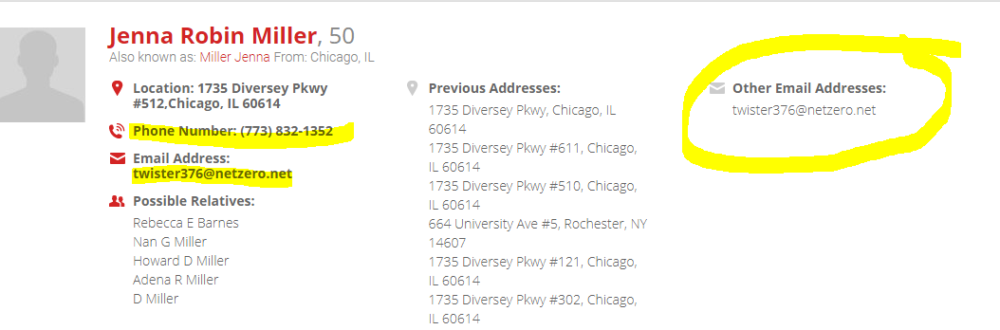 Jenna Robin Miller, 50
Also known as: Miller Jenna From: Chicago, IL
Location: 1735 Diversey Pkwy
#512,Chicago, IL 60614
Phone Number: (773) 832-1352
Email Address:
twister376@netzero.net
Possible Relatives:
Rebecca E Barnes
Nan G Miller
Howard D Miller
Adena R Miller
D Miller
Previous Addresses:
1735 Diversey Pkwy, Chicago, IL
60614
1735 Diversey Pkwy #611, Chicago,
IL 60614
1735 Diversey Pkwy #510, Chicago,
IL 60614
664 University Ave #5, Rochester, NY
14607
1735 Diversey Pkwy #121, Chicago,
IL 60614
1735 Diversey Pkwy #302, Chicago,
IL 60614
Other Email Addresses:
twister376@netzero.net